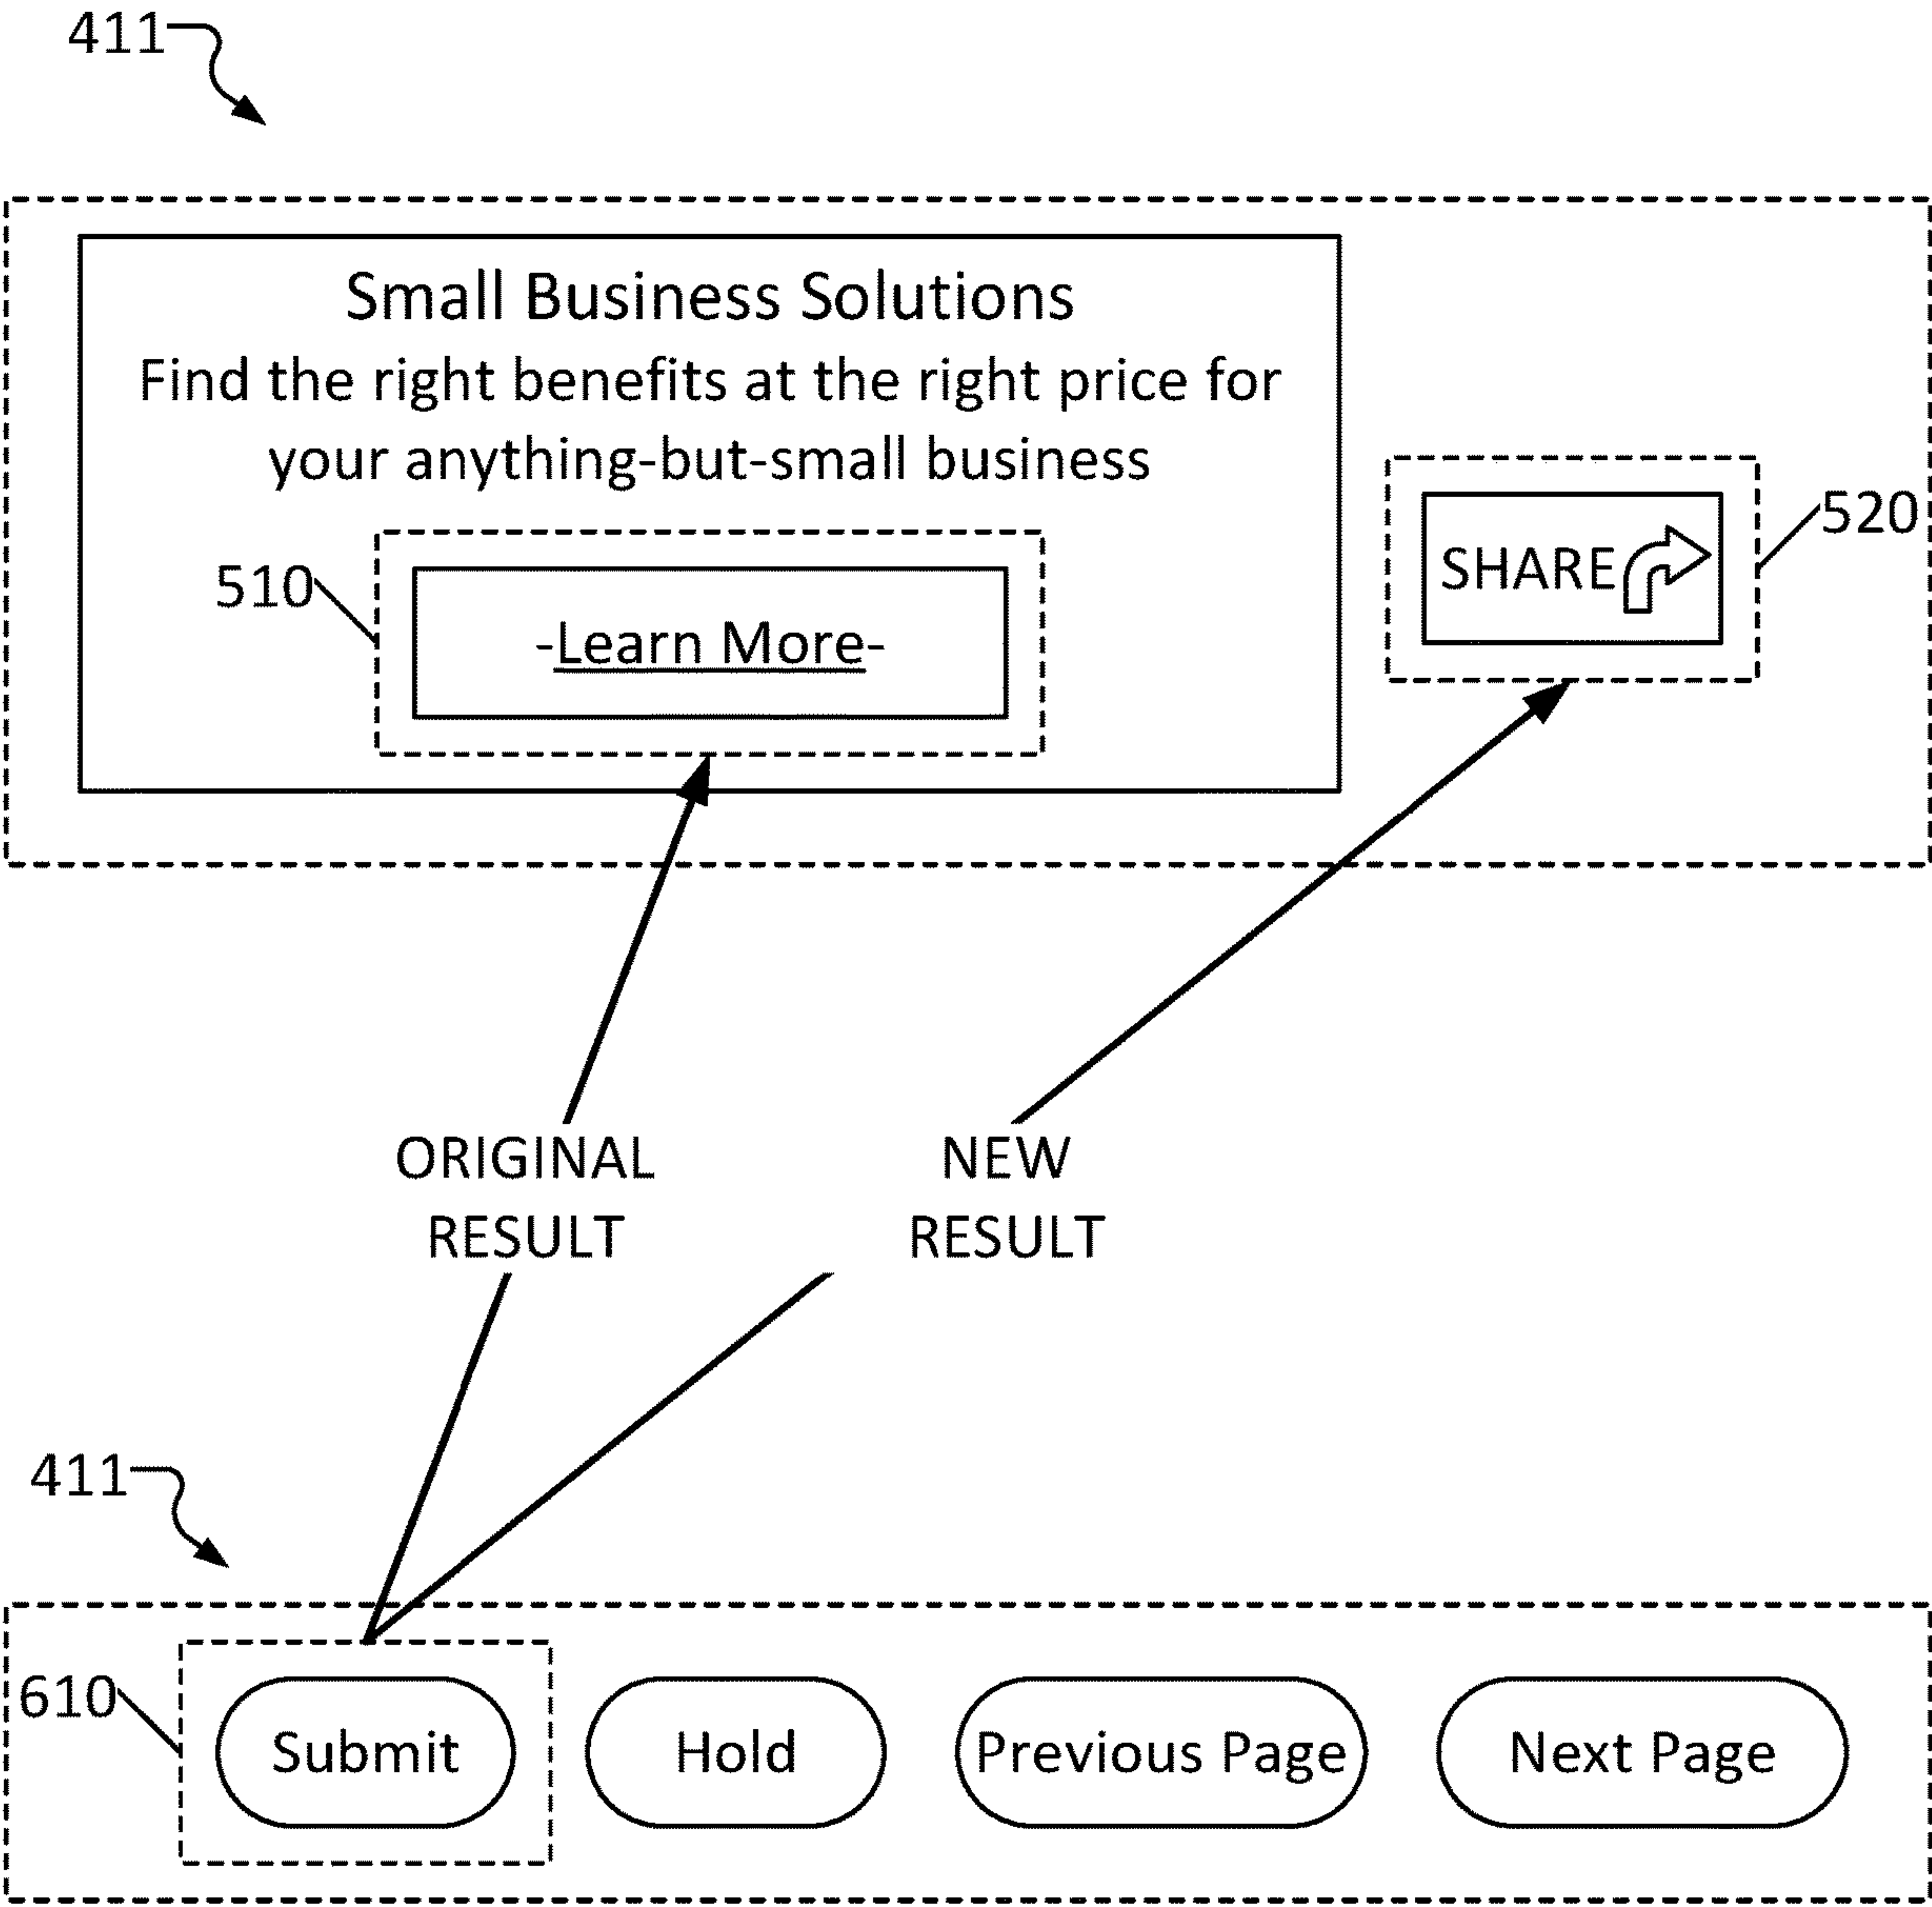 411
Small Business Solutions
Find the right benefits at the right price for
your anything-but-small business
510
-Learn More-
SHARE
520
ORIGINAL
RESULT
NEW
RESULT
411
610
Submit
Hold
Previous Page
Next Page